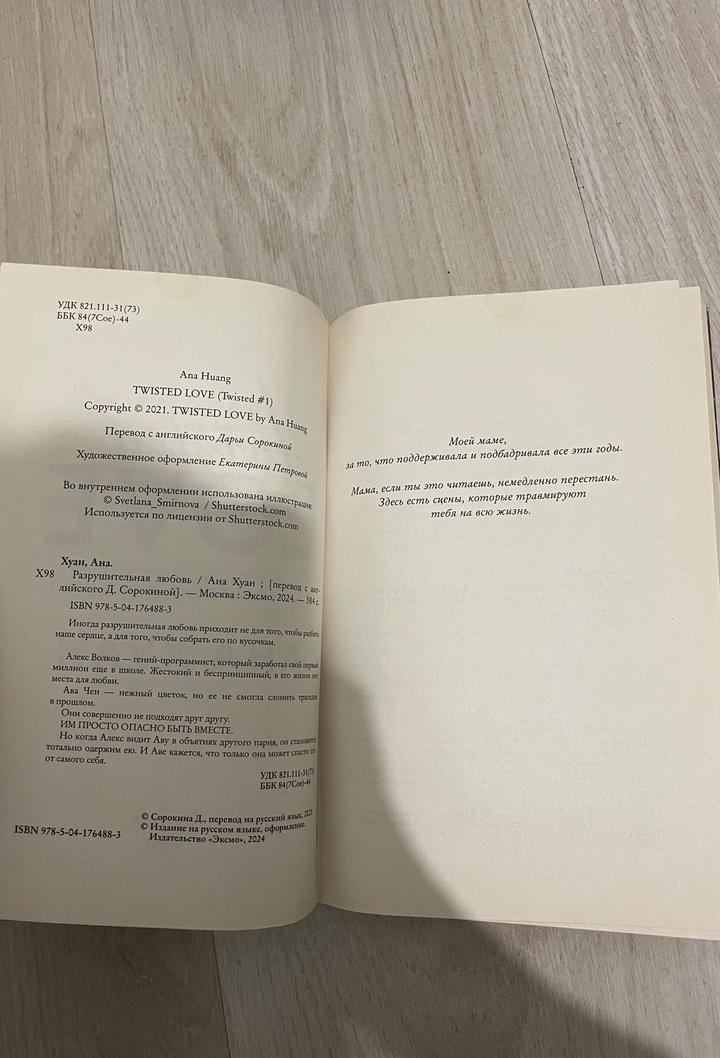 УДК 821.111-31(73)
ББК 84(7Сое)-44
Х98
Ana Huang
TWISTED LOVE (Twisted #1)
Copyright © 2021. TWISTED LOVE by Ana Huang
Перевод с английского Дарьи Сорокиной
Художественное оформление Екатерины Петровой
Во внутреннем оформлении использована иллюстрация:
© Svetlana_Smirnova / Shutterstock.com
Используется по лицензии от Shutterstock.com
Хуан, Ана.
Х98 Разрушительная любовь / Ана Хуан ; [перевод с анг-
лийского Д. Сорокиной]. — Москва : Эксмо, 2024. — 384 с.
ISBN 978-5-04-176488-3
Иногда разрушительная любовь приходит не для того, чтобы разбить
наше сердце, а для того, чтобы собрать его по кусочкам.
Алекс Волков — гений-программист, который заработал свой первый
миллион еще в школе. Жестокий и беспринципный, в его жизни нет
места для любви.
Ава Чен — нежный цветок, но ее не смогла сломить трагедия
в прошлом.
Они совершенно не подходят друг другу.
ИМ ПРОСТО ОПАСНО БЫТЬ ВМЕСТЕ.
Но когда Алекс видит Аву в объятиях другого парня, он становится
тотально одержим ею. И Аве кажется, что только она может спасти его
от самого себя.
УДК 821.111-31(73)
ББК 84(7Сое)-44
© Сорокина Д., перевод на русский язык, 2023
© Издание на русском языке, оформление.
Издательство «Эксмо», 2024
ISBN 978-5-04-176488-3
Моей маме,
за то, что поддерживала и подбадривала все эти годы.
Мама, если ты это читаешь, немедленно перестань.
Здесь есть сцены, которые травмируют
тебя на всю жизнь.